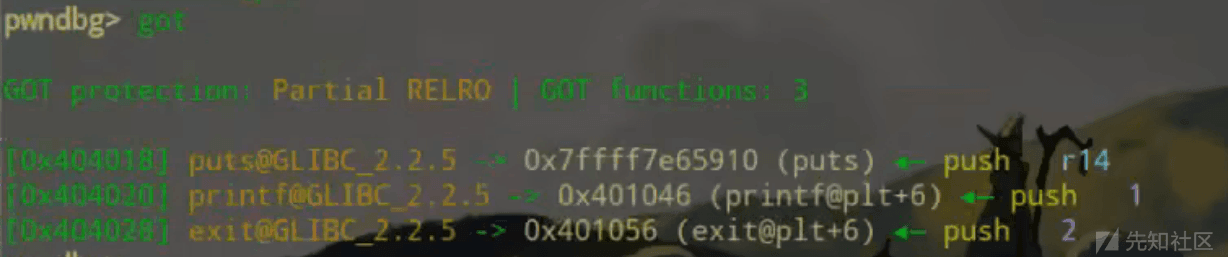 pwndbg> got
GOT protection: Partial RELRO | GOT functions: 3
[0x404018] puts@GLIBC_2.2.5 -> 0x7ffff7e65910 (puts) ◂— push   r14
[0x404020] printf@GLIBC_2.2.5 -> 0x401046 (printf@plt+6) ◂— push   1
[0x404028] exit@GLIBC_2.2.5 -> 0x401056 (exit@plt+6) ◂— push   2
先知社区